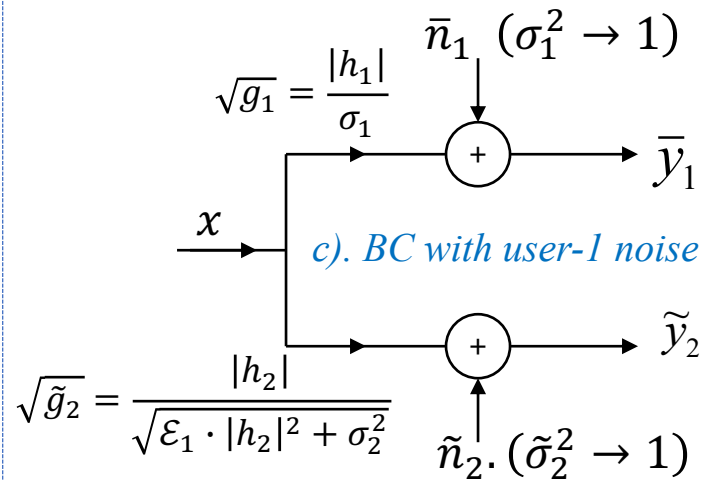 n̄₁ (σ₁² → 1)
√g₁ = |h₁| / σ₁
+
ȳ₁
x
c). BC with user-1 noise
+
ỹ₂
√g̃₂ = |h₂| / √(ℰ₁ · |h₂|² + σ₂²)
ñ₂. (σ̃₂² → 1)